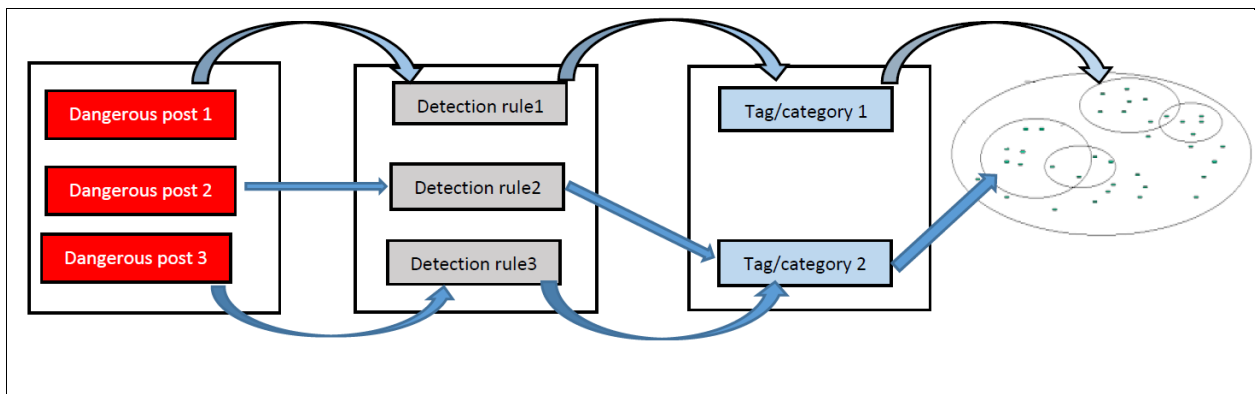 Dangerous post 1
Dangerous post 2
Dangerous post 3
Detection rule1
Detection rule2
Detection rule3
Tag/category 1
Tag/category 2